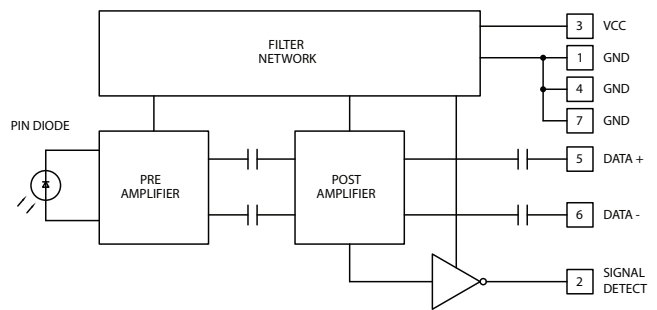 FILTER
NETWORK
3 VCC
1 GND
4 GND
7 GND
PIN DIODE
PRE
AMPLIFIER
POST
AMPLIFIER
5 DATA +
6 DATA -
2 SIGNAL
DETECT